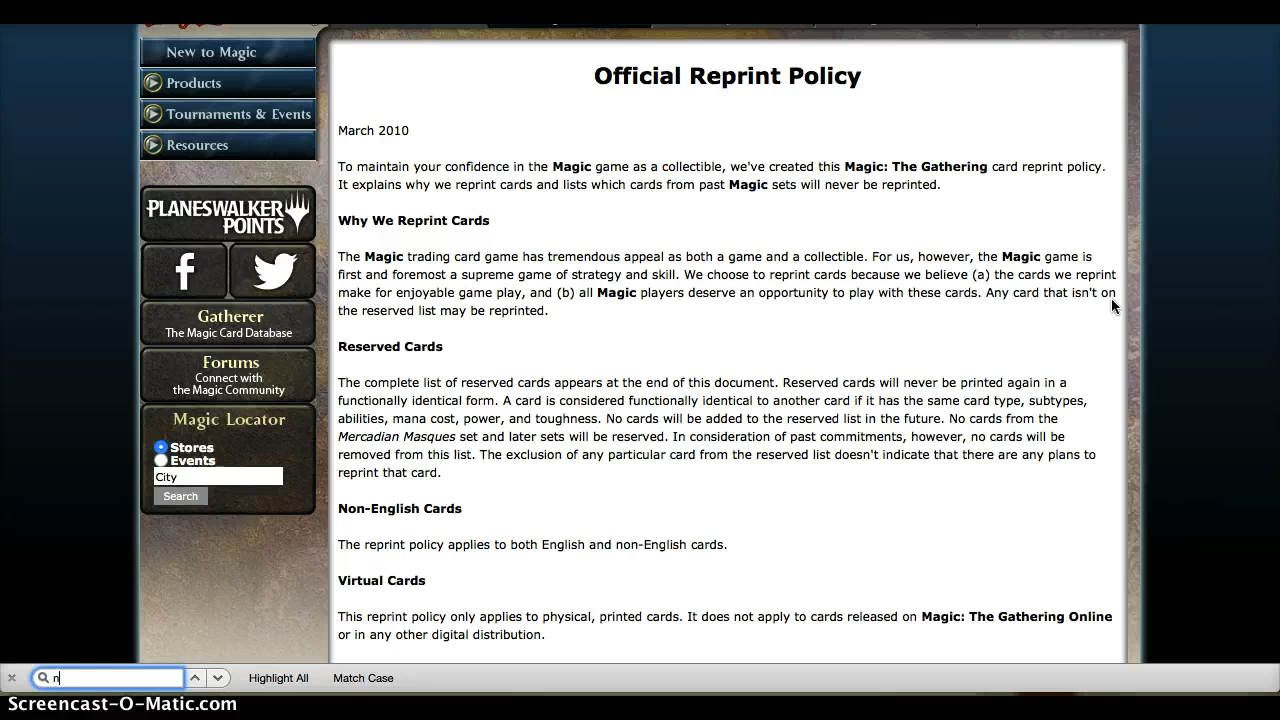 New to Magic
Products
Tournaments & Events
Resources
PLANESWALKER
POINTS
f
Gatherer
The Magic Card Database
Forums
Connect with
the Magic Community
Magic Locator
Stores
Events
City
Search
Official Reprint Policy
March 2010
To maintain your confidence in the Magic game as a collectible, we've created this Magic: The Gathering card reprint policy.
It explains why we reprint cards and lists which cards from past Magic sets will never be reprinted.
Why We Reprint Cards
The Magic trading card game has tremendous appeal as both a game and a collectible. For us, however, the Magic game is
first and foremost a supreme game of strategy and skill. We choose to reprint cards because we believe (a) the cards we reprint
make for enjoyable game play, and (b) all Magic players deserve an opportunity to play with these cards. Any card that isn't on
the reserved list may be reprinted.
Reserved Cards
The complete list of reserved cards appears at the end of this document. Reserved cards will never be printed again in a
functionally identical form. A card is considered functionally identical to another card if it has the same card type, subtypes,
abilities, mana cost, power, and toughness. No cards will be added to the reserved list in the future. No cards from the
Mercadian Masques set and later sets will be reserved. In consideration of past commitments, however, no cards will be
removed from this list. The exclusion of any particular card from the reserved list doesn't indicate that there are any plans to
reprint that card.
Non-English Cards
The reprint policy applies to both English and non-English cards.
Virtual Cards
This reprint policy only applies to physical, printed cards. It does not apply to cards released on Magic: The Gathering Online
or in any other digital distribution.
n
Highlight All
Match Case
Screencast-O-Matic.com